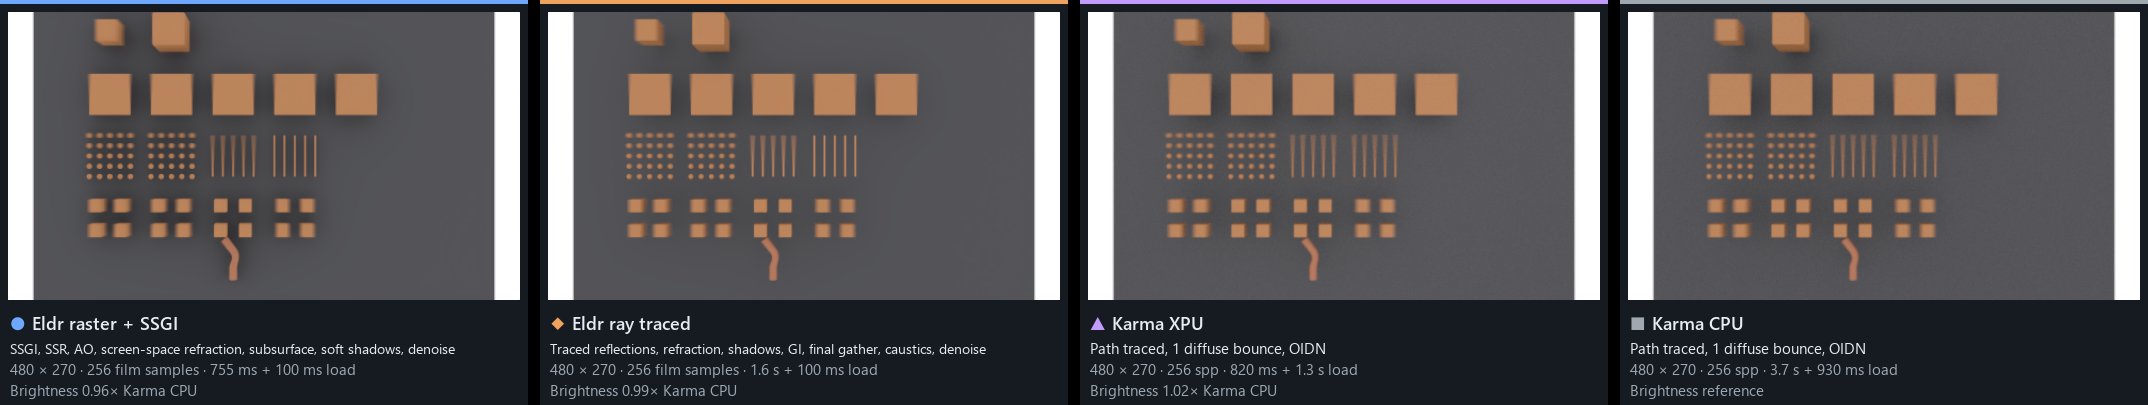 Eldr raster + SSGI
SSGI, SSR, AO, screen-space refraction, subsurface, soft shadows, denoise
480 × 270 · 256 film samples · 755 ms + 100 ms load
Brightness 0.96× Karma CPU
Eldr ray traced
Traced reflections, refraction, shadows, GI, final gather, caustics, denoise
480 × 270 · 256 film samples · 1.6 s + 100 ms load
Brightness 0.99× Karma CPU
Karma XPU
Path traced, 1 diffuse bounce, OIDN
480 × 270 · 256 spp · 820 ms + 1.3 s load
Brightness 1.02× Karma CPU
Karma CPU
Path traced, 1 diffuse bounce, OIDN
480 × 270 · 256 spp · 3.7 s + 930 ms load
Brightness reference